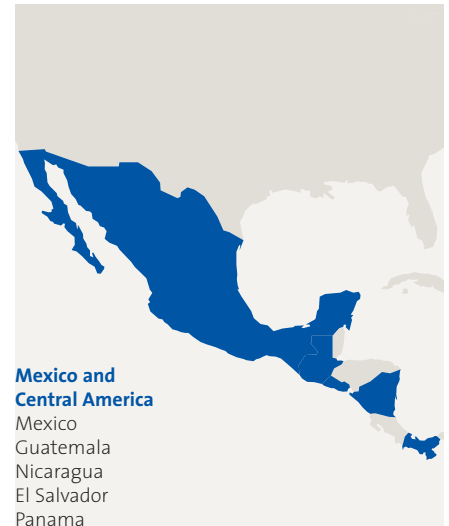 Mexico and
Central America
Mexico
Guatemala
Nicaragua
El Salvador
Panama